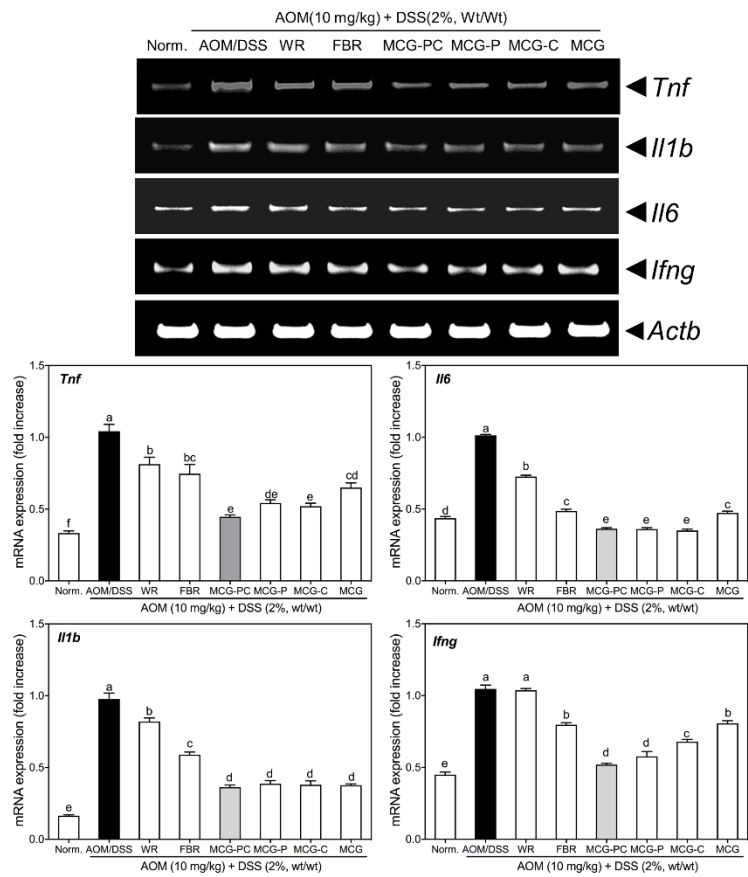 AOM(10 mg/kg) + DSS(2%, Wt/Wt)
Norm. AOM/DSS WR FBR MCG-PC MCG-P MCG-C MCG
Tnf
Il1b
Il6
Ifng
Actb
mRNA expression (fold increase)
1.5
1.0
0.5
0.0
Tnf
f a b bc e de e cd
Norm. AOM/DSS WR FBR MCG-PC MCG-P MCG-C MCG
AOM (10 mg/kg) + DSS (2%, wt/wt)
mRNA expression (fold increase)
1.5
1.0
0.5
0.0
Il6
d a b c e e e c
Norm. AOM/DSS WR FBR MCG-PC MCG-P MCG-C MCG
AOM (10 mg/kg) + DSS (2%, wt/wt)
mRNA expression (fold increase)
1.5
1.0
0.5
0.0
Il1b
e a b c d d d d
Norm. AOM/DSS WR FBR MCG-PC MCG-P MCG-C MCG
AOM (10 mg/kg) + DSS (2%, wt/wt)
mRNA expression (fold increase)
1.5
1.0
0.5
0.0
Ifng
e a a b d d c b
Norm. AOM/DSS WR FBR MCG-PC MCG-P MCG-C MCG
AOM (10 mg/kg) + DSS (2%, wt/wt)